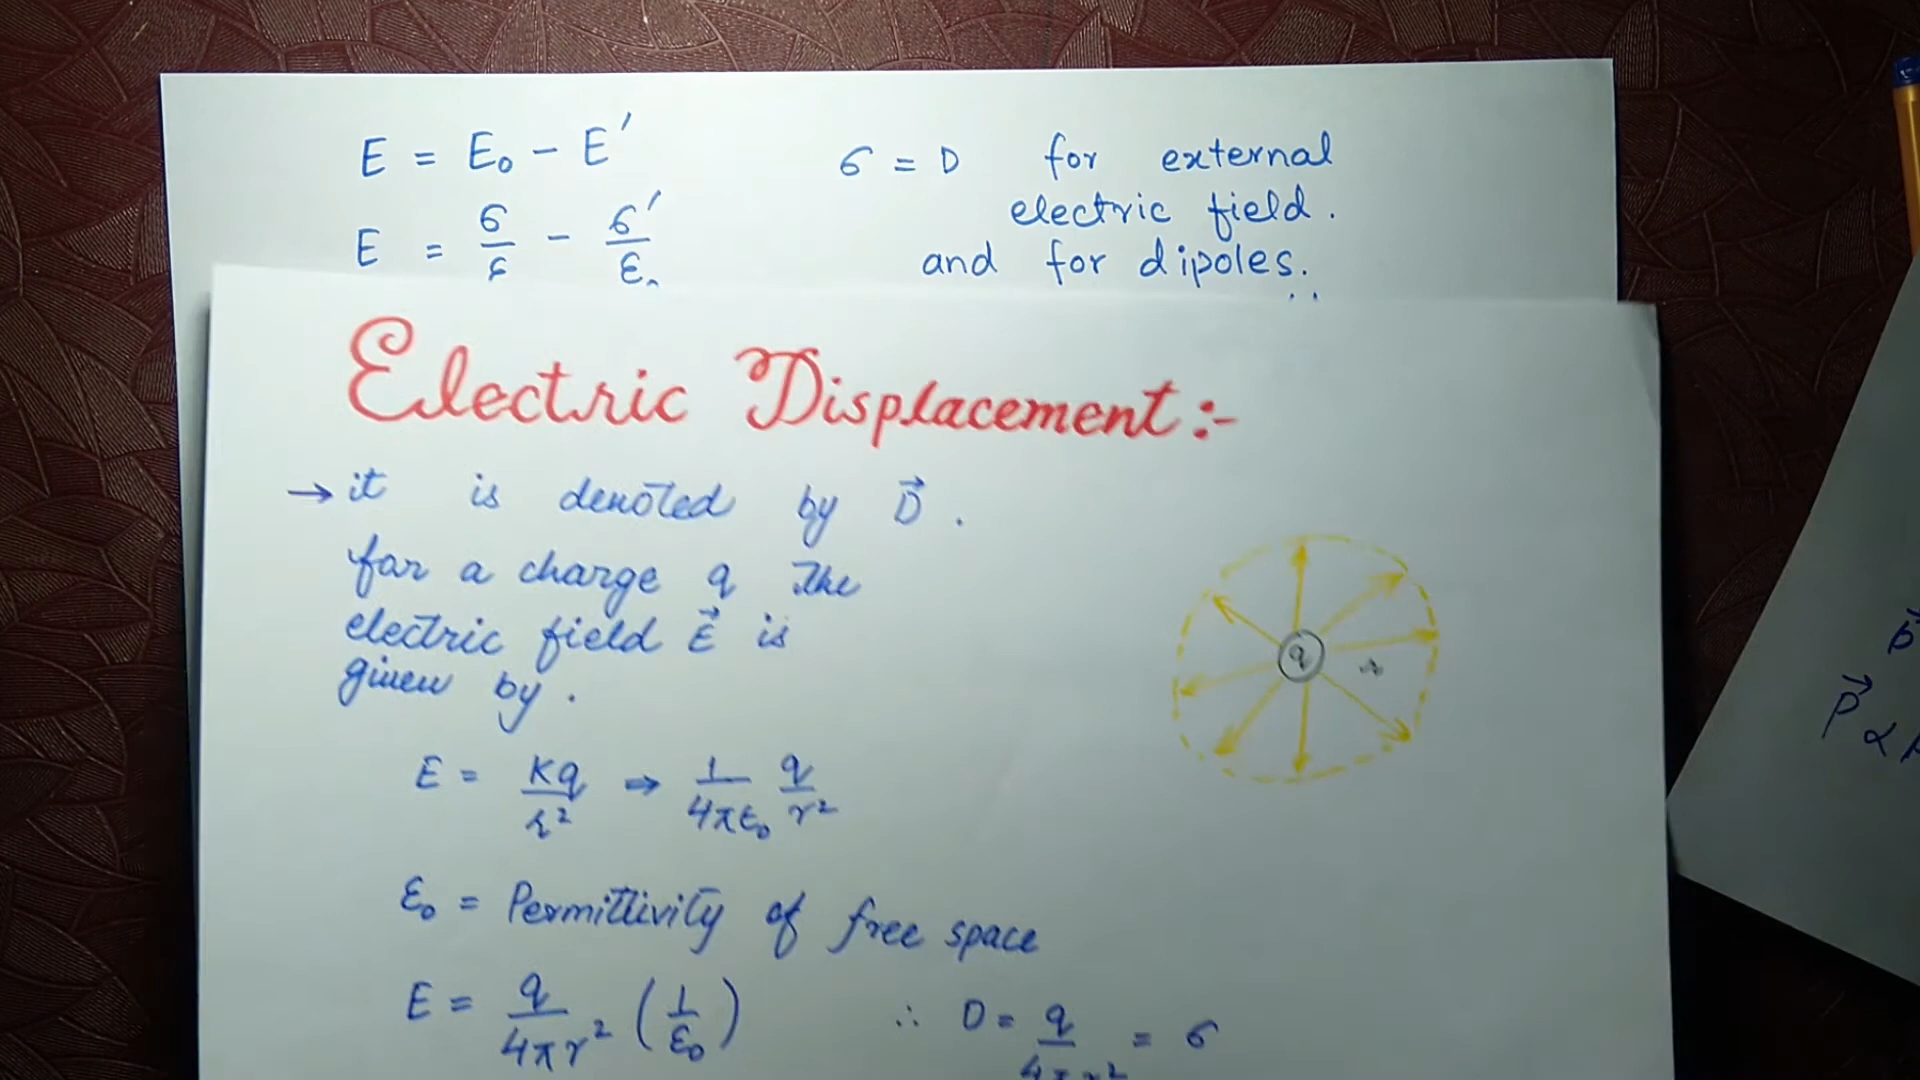 E = E₀ - E′
σ = D for external
electric field.
E = σ/ε - σ′/ε
and for dipoles.
Electric Displacement:-
→ it is denoted by D⃗.
for a charge q The
electric field E⃗ is
given by.
q r
E = Kq/r² ⇒ 1/4πε₀ q/r²
ε₀ = Permittivity of free space
E = q/4πr² (1/ε₀) ∴ D = q/4πr² = σ
p⃗
P⃗ ∝